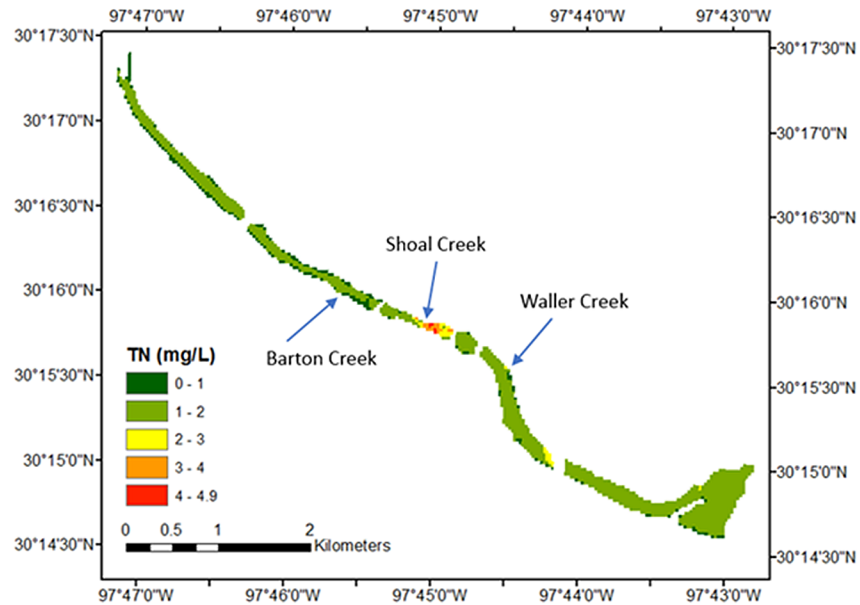 97°47'0"W 97°46'0"W 97°45'0"W 97°44'0"W 97°43'0"W
30°17'30"N 30°17'30"N
30°17'0"N 30°17'0"N
30°16'30"N 30°16'30"N
Shoal Creek
30°16'0"N 30°16'0"N
Waller Creek
Barton Creek
TN (mg/L)
0 - 1
30°15'30"N 30°15'30"N
1 - 2
2 - 3
30°15'0"N 30°15'0"N
3 - 4
4 - 4.9
0 0.5 1 2
Kilometers
30°14'30"N 30°14'30"N
97°47'0"W 97°46'0"W 97°45'0"W 97°44'0"W 97°43'0"W